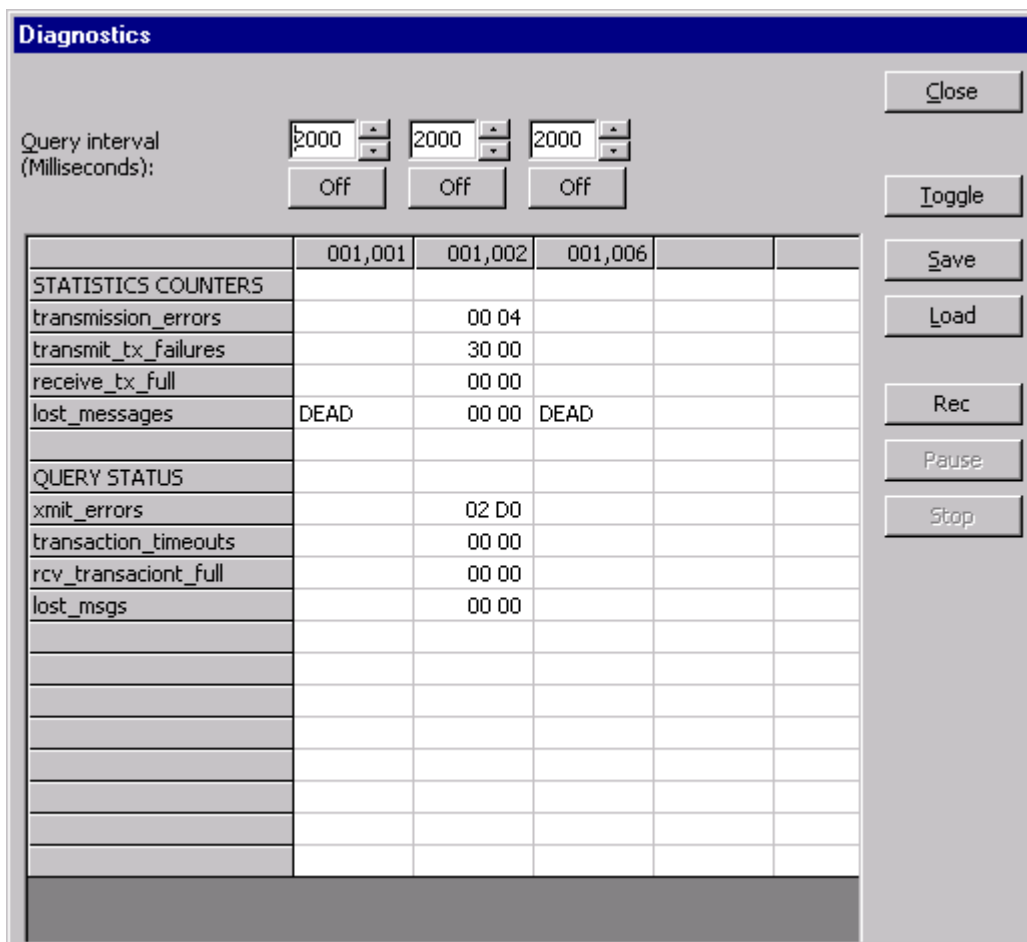 Diagnostics
Close
Query interval
(Milliseconds):
2000 2000 2000
Off Off Off
Toggle
Save
Load
Rec
Pause
Stop
001,001 001,002 001,006
STATISTICS COUNTERS
transmission_errors 00 04
transmit_tx_failures 30 00
receive_tx_full 00 00
lost_messages DEAD 00 00 DEAD
QUERY STATUS
xmit_errors 02 D0
transaction_timeouts 00 00
rcv_transaciont_full 00 00
lost_msgs 00 00